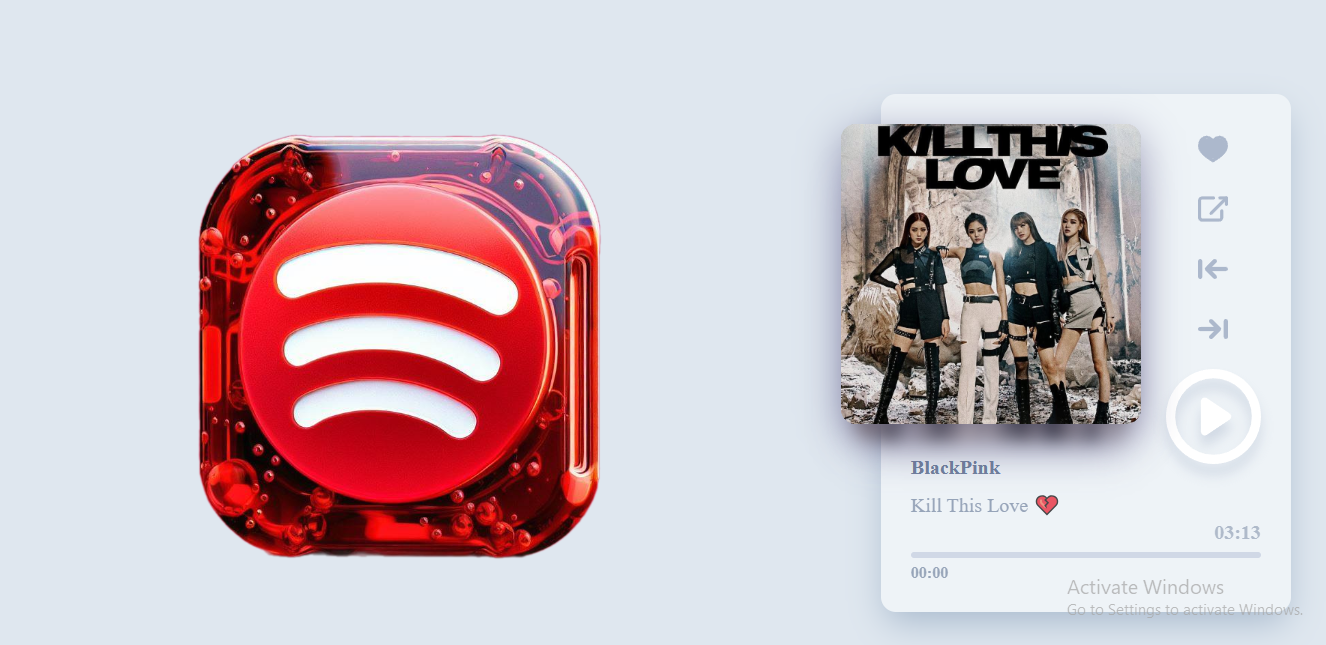 KILL THIS
LOVE
BlackPink
Kill This Love 💔
03:13
00:00
Activate Windows
Go to Settings to activate Windows.